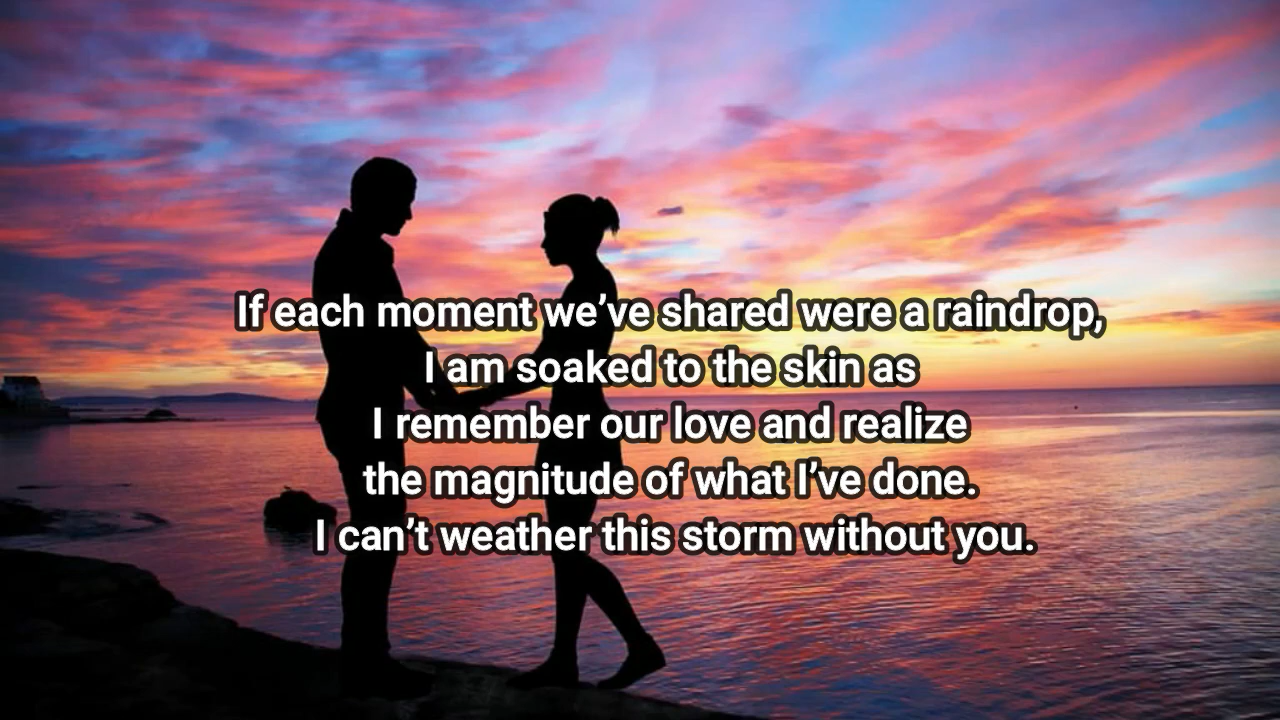 If each moment we’ve shared were a raindrop,
I am soaked to the skin as
I remember our love and realize
the magnitude of what I’ve done.
I can’t weather this storm without you.